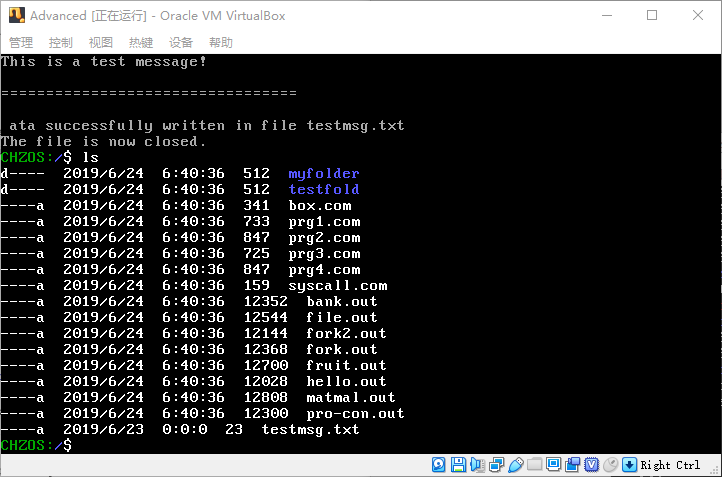 Advanced [正在运行] - Oracle VM VirtualBox
管理 控制 视图 热键 设备 帮助
This is a test message!
=================================
 ata successfully written in file testmsg.txt
The file is now closed.
CHZOS:/$ ls
d---- 2019/6/24 6:40:36 512 myfolder
d---- 2019/6/24 6:40:36 512 testfold
----a 2019/6/24 6:40:36 341 box.com
----a 2019/6/24 6:40:36 733 prg1.com
----a 2019/6/24 6:40:36 847 prg2.com
----a 2019/6/24 6:40:36 725 prg3.com
----a 2019/6/24 6:40:36 847 prg4.com
----a 2019/6/24 6:40:36 159 syscall.com
----a 2019/6/24 6:40:36 12352 bank.out
----a 2019/6/24 6:40:36 12544 file.out
----a 2019/6/24 6:40:36 12144 fork2.out
----a 2019/6/24 6:40:36 12368 fork.out
----a 2019/6/24 6:40:36 12700 fruit.out
----a 2019/6/24 6:40:36 12028 hello.out
----a 2019/6/24 6:40:36 12808 matmal.out
----a 2019/6/24 6:40:36 12300 pro-con.out
----a 2019/6/23 0:0:0 23 testmsg.txt
CHZOS:/$
Right Ctrl